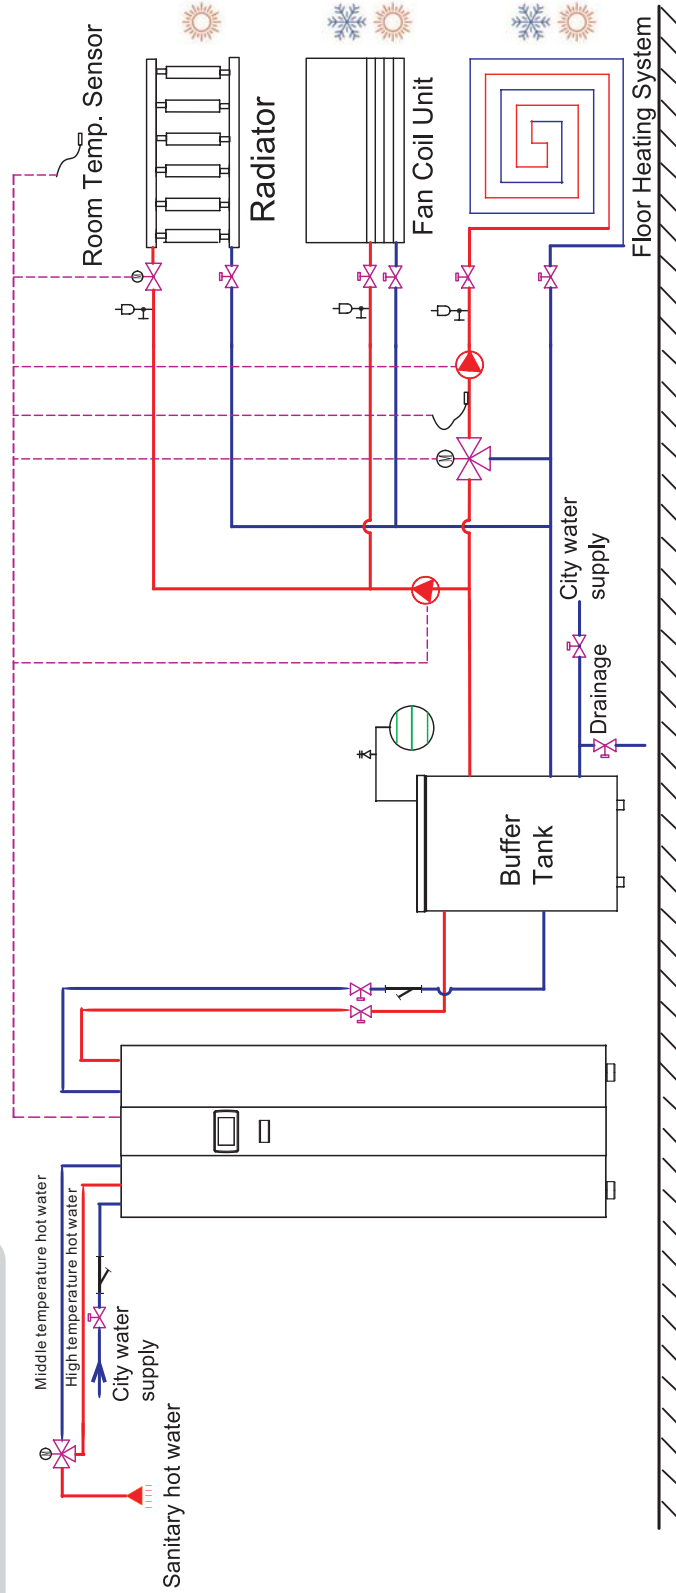 Sanitary hot water
Middle temperature hot water
High temperature hot water
City water
supply
Buffer
Tank
Drainage
City water
supply
Room Temp. Sensor
Radiator
Fan Coil Unit
Floor Heating System